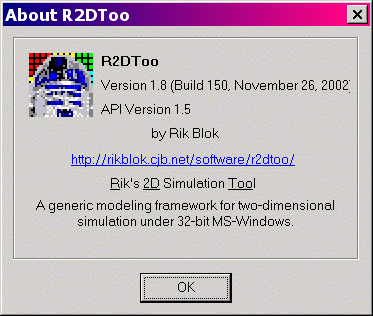 About R2DToo
R2DToo
Version 1.8 (Build 150, November 26, 2002)
API Version 1.5
by Rik Blok
http://rikblok.cjb.net/software/r2dtoo/
Rik's 2D Simulation Tool
A generic modeling framework for two-dimensional
simulation under 32-bit MS-Windows.
OK